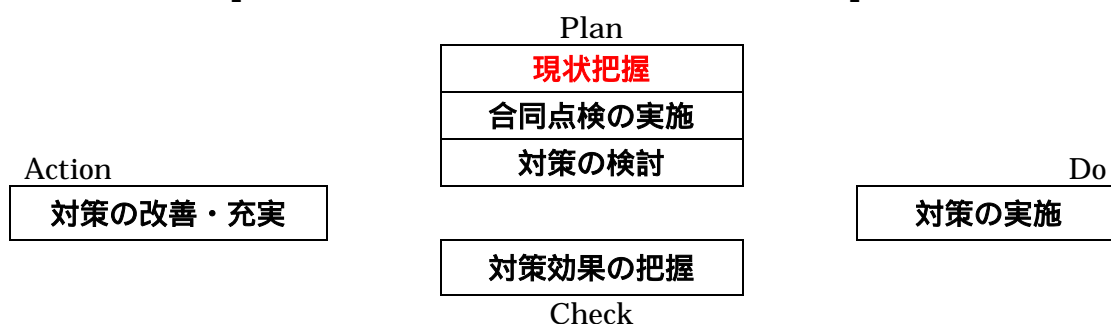 Plan
現状把握
合同点検の実施
対策の検討
Action
対策の改善・充実
Do
対策の実施
対策効果の把握
Check